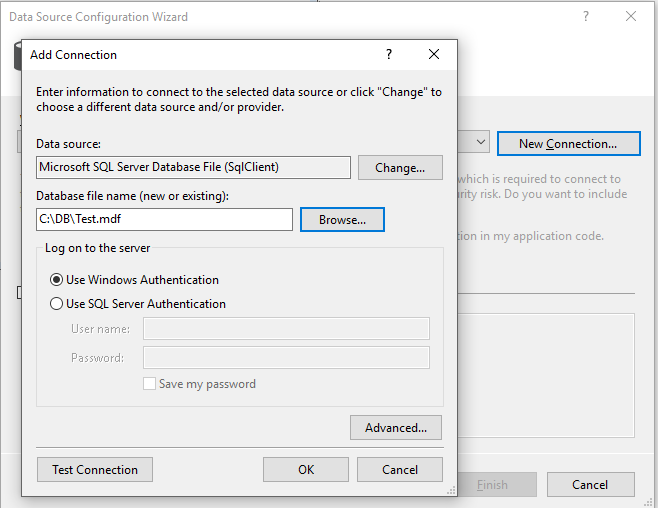 Data Source Configuration Wizard
?
Add Connection
?
Enter information to connect to the selected data source or click "Change" to
choose a different data source and/or provider.
Data source:
Microsoft SQL Server Database File (SqlClient)
Change...
Database file name (new or existing):
C:\DB\Test.mdf
Browse...
Log on to the server
Use Windows Authentication
Use SQL Server Authentication
User name:
Password:
Save my password
Advanced...
Test Connection
OK
Cancel
New Connection...
which is required to connect to
rity risk. Do you want to include
tion in my application code.
Finish
Cancel